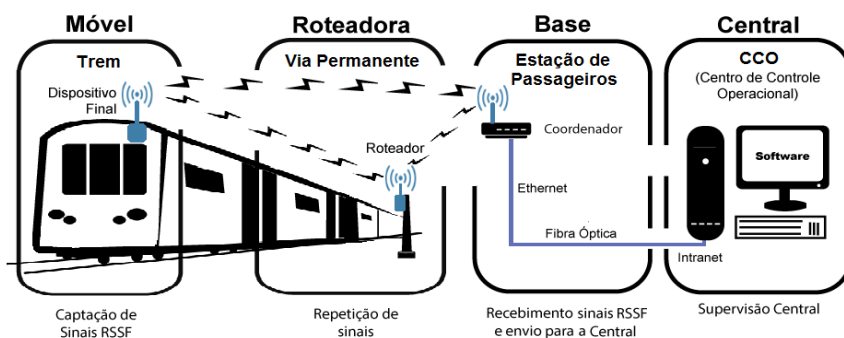 Móvel
Trem
Dispositivo
Final
Captação de
Sinais RSSF
Roteadora
Via Permanente
Roteador
Repetição de
sinais
Base
Estação de
Passageiros
Coordenador
Ethernet
Fibra Óptica
Recebimento sinais RSSF
e envio para a Central
Central
CCO
(Centro de Controle
Operacional)
Software
Intranet
Supervisão Central